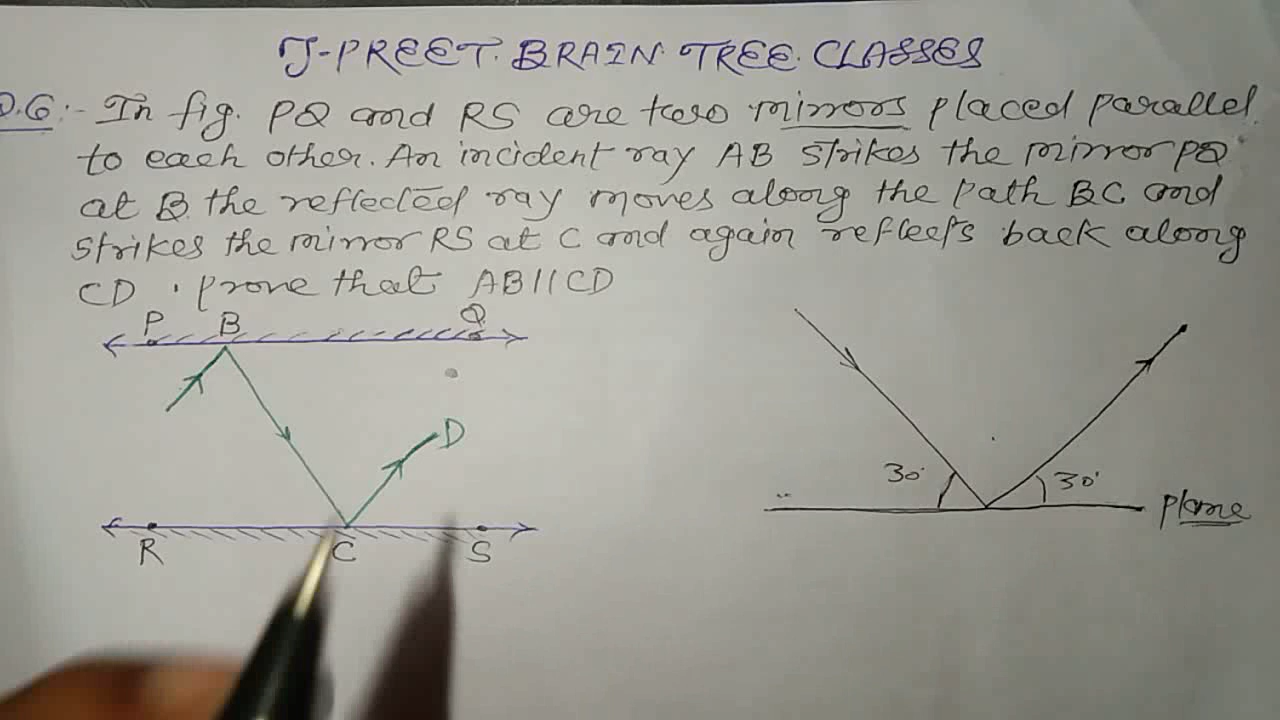 J-PREET BRAIN TREE CLASSES
Q.6:- In fig. PQ and RS are two mirrors placed parallel
to each other. An incident ray AB strikes the mirror PQ
at B. the reflected ray moves along the path BC and
strikes the mirror RS at C and again reflects back along
CD . prove that AB||CD
P B Q
D
30° 30°
plane
R C S